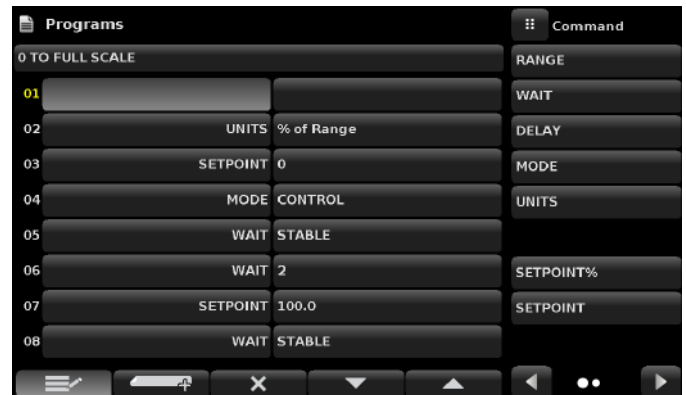 Programs
Command
0 TO FULL SCALE
RANGE
01
WAIT
02 UNITS % of Range
DELAY
03 SETPOINT 0
MODE
04 MODE CONTROL
UNITS
05 WAIT STABLE
06 WAIT 2
SETPOINT%
07 SETPOINT 100.0
SETPOINT
08 WAIT STABLE